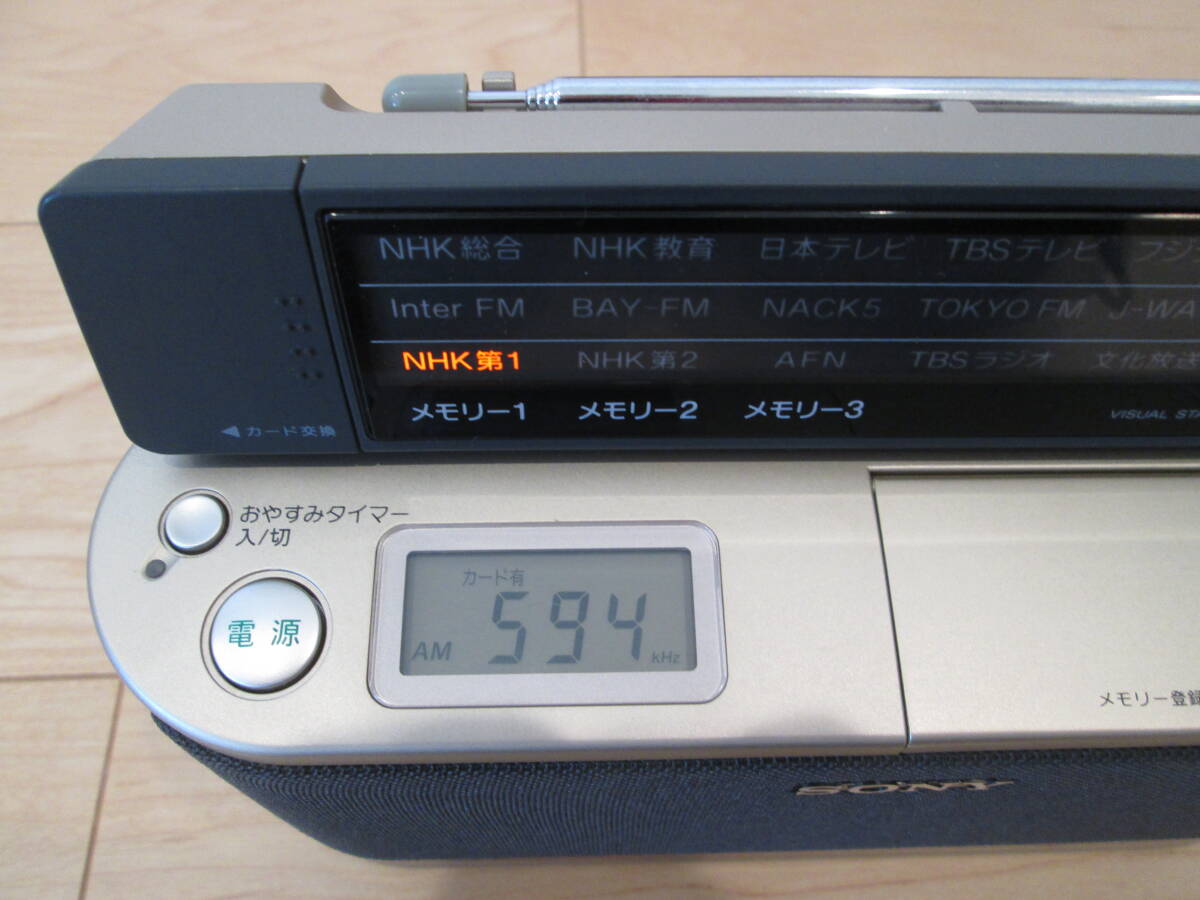 NHK総合 NHK教育 日本テレビ TBSテレビ フジ
Inter FM BAY-FM NACK5 TOKYO FM J-WA
NHK第1 NHK第2 AFN TBSラジオ 文化放送
メモリー1 メモリー2 メモリー3 VISUAL STA
◀カード交換
おやすみタイマー
入/切
電源
カード有
AM 594 kHz
メモリー登録
SONY